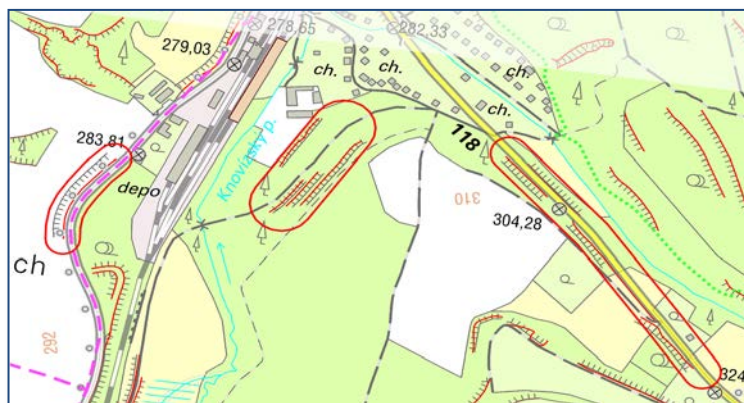 278,65
282,33
279,03
ch.
ch.
ch.
ch.
283,81
118
Knovízský p.
depo
310
304,28
ch
292
324